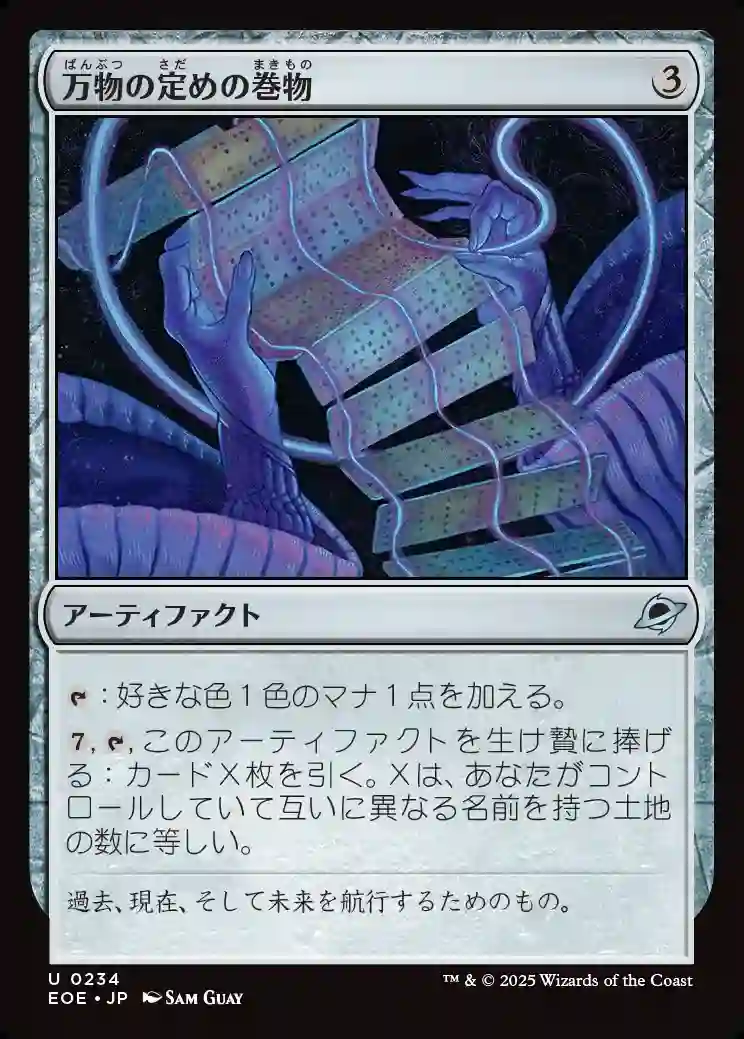 ばんぶつ さだ まきもの
万物の定めの巻物
3
アーティファクト
:好きな色1色のマナ1点を加える。
7, , このアーティファクトを生け贄に捧げ
る:カードX枚を引く。Xは、あなたがコント
ロールしていて互いに異なる名前を持つ土地
の数に等しい。
過去、現在、そして未来を航行するためのもの。
U 0234
EOE • JP SAM GUAY
™ & © 2025 Wizards of the Coast